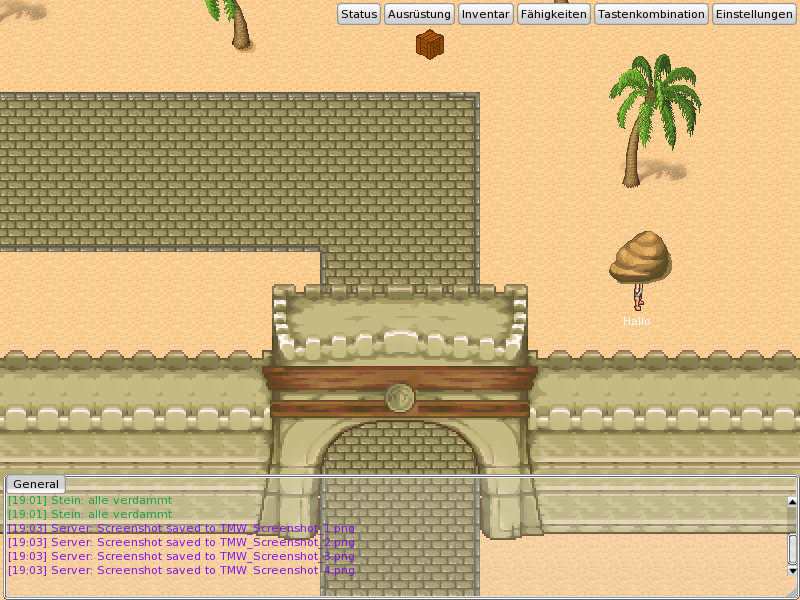 Status Ausrüstung Inventar Fähigkeiten Tastenkombination Einstellungen
Hallo
General
[19:01] Stein: alle verdammt
[19:01] Stein: alle verdammt
[19:03] Server: Screenshot saved to TMW_Screenshot_1.png
[19:03] Server: Screenshot saved to TMW_Screenshot_2.png
[19:03] Server: Screenshot saved to TMW_Screenshot_3.png
[19:03] Server: Screenshot saved to TMW_Screenshot_4.png